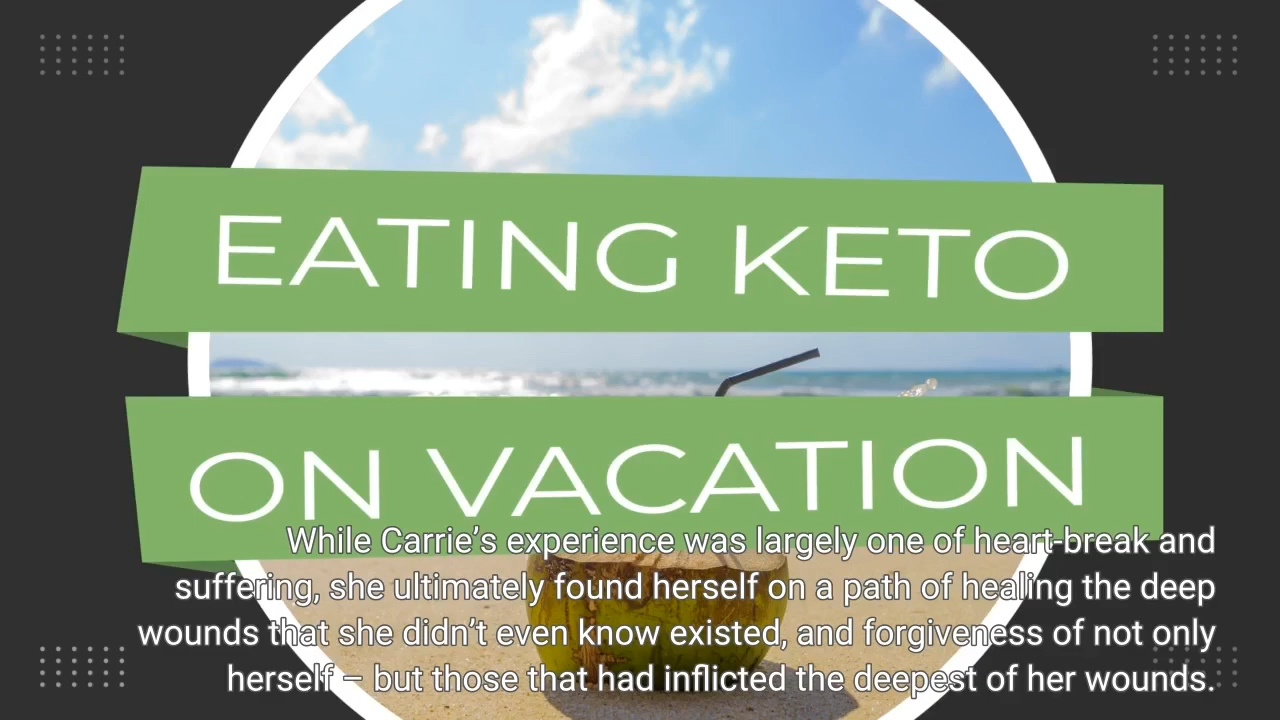 EATING KETO
ON VACATION
While Carrie’s experience was largely one of heart-break and
suffering, she ultimately found herself on a path of healing the deep
wounds that she didn’t even know existed, and forgiveness of not only
herself – but those that had inflicted the deepest of her wounds.